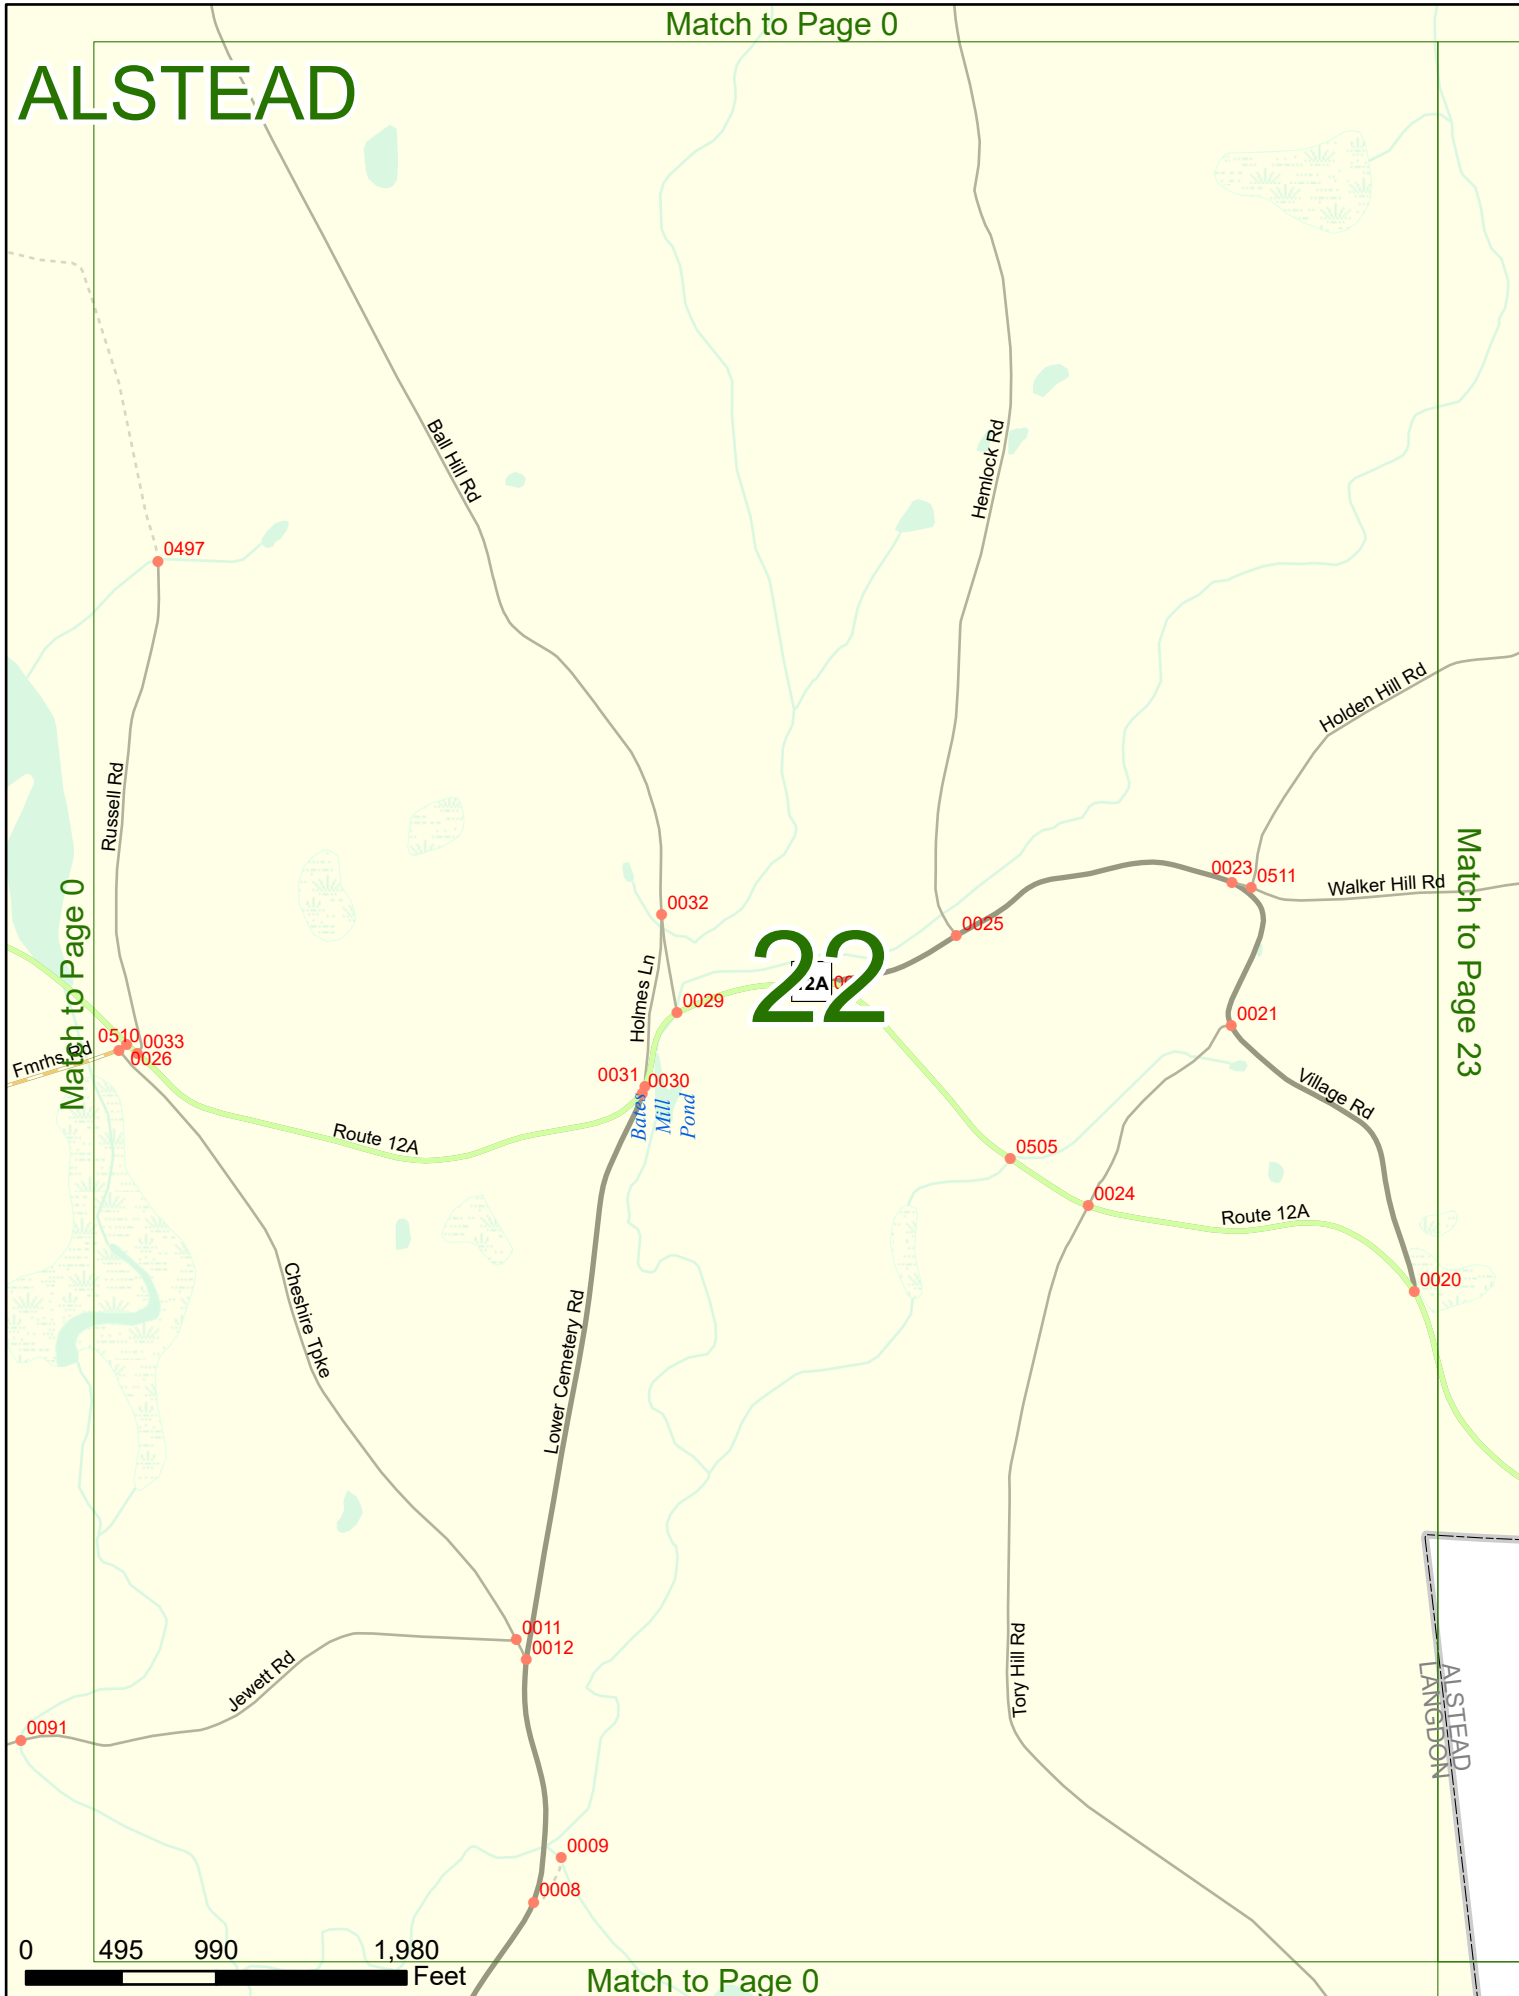 Match to Page 0
ALSTEAD
Ball Hill Rd
Hemlock Rd
0497
Holden Hill Rd
Russell Rd
Match to Page 23
0023
0511
Walker Hill Rd
Match to Page 0
0032
0025
22
2A
Holmes Ln
0029
0021
0510
0033
0026
Fmrhs Rd
0031
0030
Bates
Mill
Pond
Village Rd
Route 12A
0505
0024
Route 12A
0020
Cheshire Tpke
Lower Cemetery Rd
0011
0012
Tory Hill Rd
Jewett Rd
ALSTEAD
LANGDON
0091
0009
0008
0 495 990 1,980
Feet
Match to Page 0